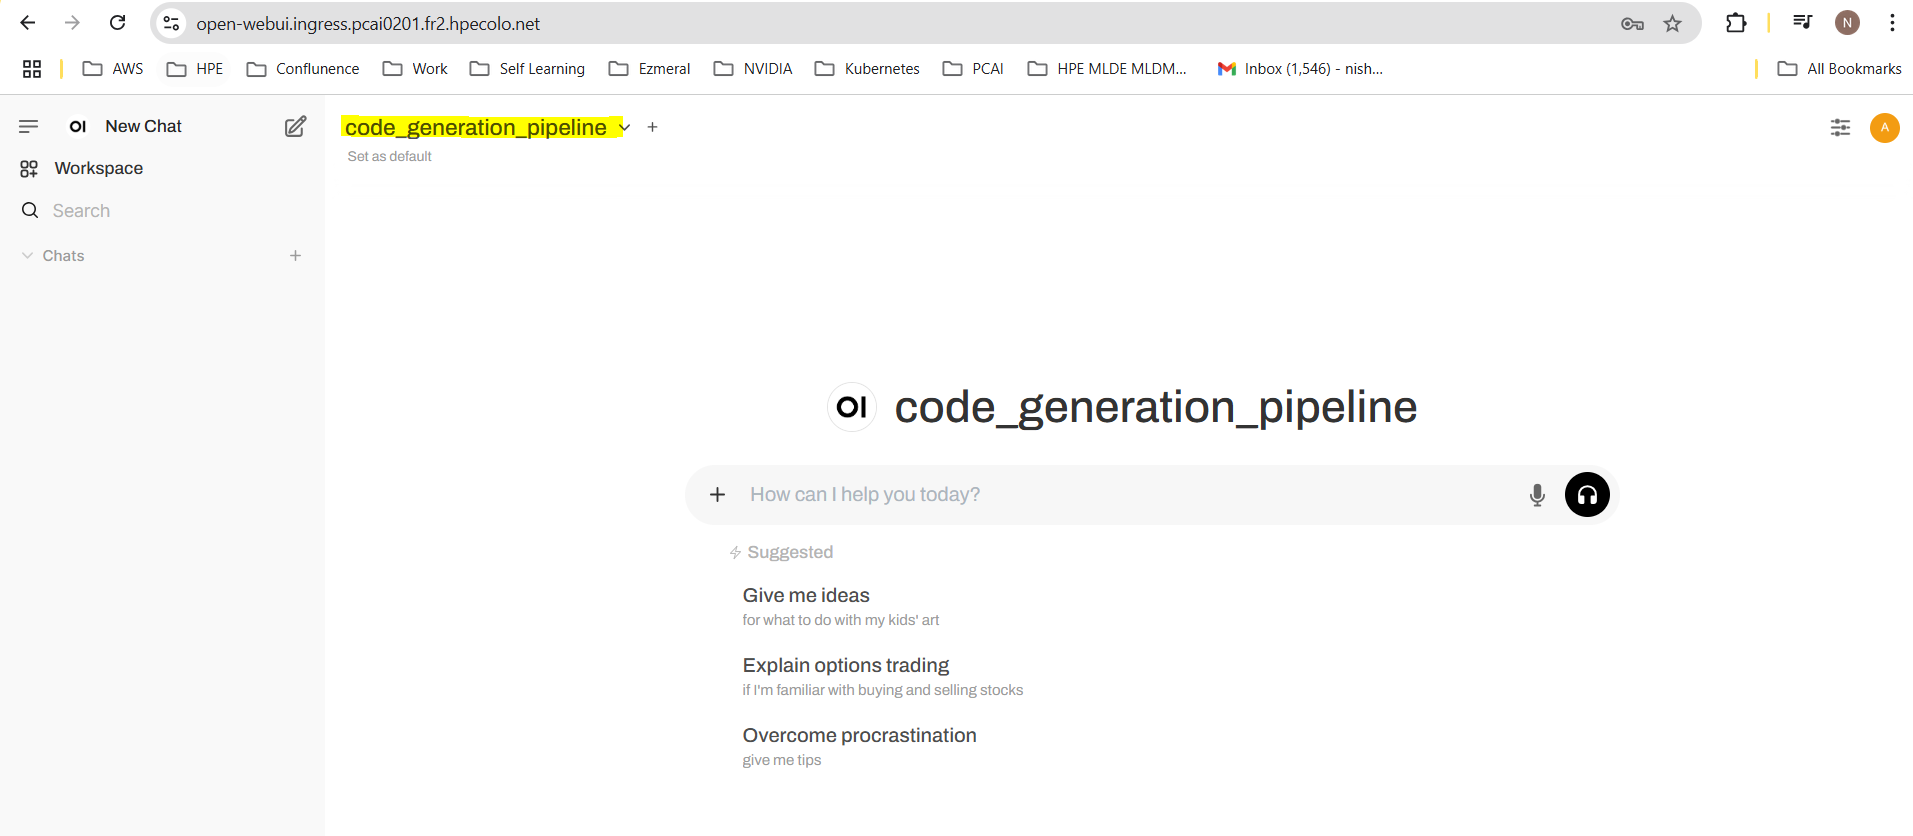 open-webui.ingress.pcai0201.fr2.hpecolo.net
N
AWS HPE Conflunence Work Self Learning Ezmeral NVIDIA Kubernetes PCAI HPE MLDE MLDM... Inbox (1,546) - nish... All Bookmarks
OI New Chat
Workspace
Search
Chats
code_generation_pipeline
Set as default
A
OI code_generation_pipeline
How can I help you today?
Suggested
Give me ideas
for what to do with my kids' art
Explain options trading
if I'm familiar with buying and selling stocks
Overcome procrastination
give me tips